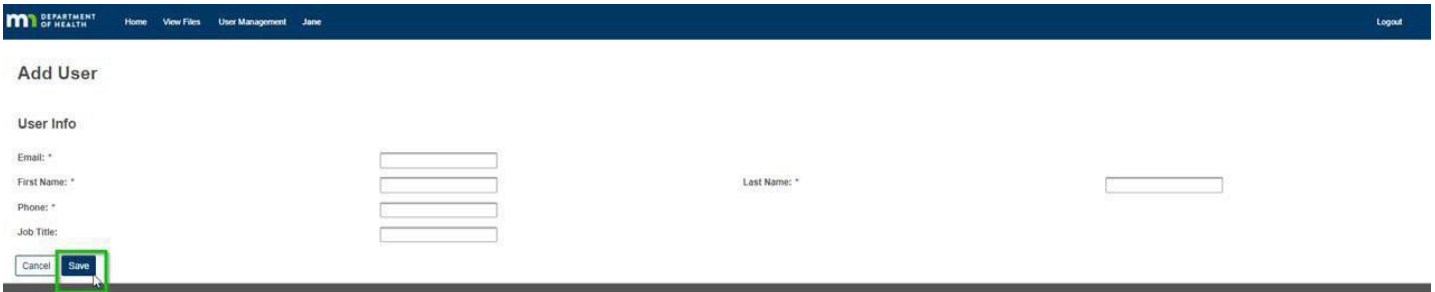 DEPARTMENT
OF HEALTH
Home View Files User Management Jane Logout
Add User
User Info
Email: *
First Name: * Last Name: *
Phone: *
Job Title:
Cancel Save